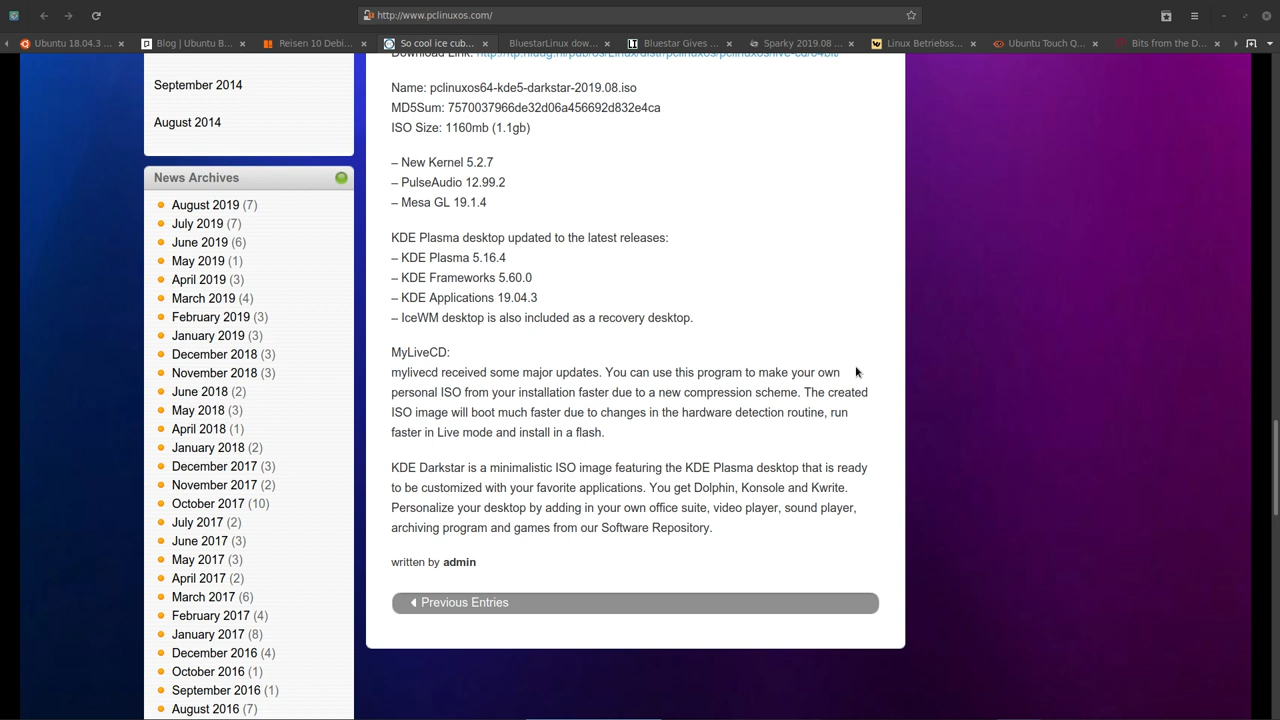 http://www.pclinuxos.com/
Ubuntu 18.04.3 ...
Blog | Ubuntu B...
Reisen 10 Debi...
So cool ice cub...
BluestarLinux dow...
Bluestar Gives ...
Sparky 2019.08 ...
Linux Betriebss...
Ubuntu Touch Q...
Bits from the D...
September 2014
August 2014
News Archives
August 2019 (7)
July 2019 (7)
June 2019 (6)
May 2019 (1)
April 2019 (3)
March 2019 (4)
February 2019 (3)
January 2019 (3)
December 2018 (3)
November 2018 (3)
June 2018 (2)
May 2018 (3)
April 2018 (1)
January 2018 (2)
December 2017 (3)
November 2017 (2)
October 2017 (10)
July 2017 (2)
June 2017 (3)
May 2017 (3)
April 2017 (2)
March 2017 (6)
February 2017 (4)
January 2017 (8)
December 2016 (4)
October 2016 (1)
September 2016 (1)
August 2016 (7)
Download Link:
Name: pclinuxos64-kde5-darkstar-2019.08.iso
MD5Sum: 7570037966de32d06a456692d832e4ca
ISO Size: 1160mb (1.1gb)
– New Kernel 5.2.7
– PulseAudio 12.99.2
– Mesa GL 19.1.4
KDE Plasma desktop updated to the latest releases:
– KDE Plasma 5.16.4
– KDE Frameworks 5.60.0
– KDE Applications 19.04.3
– IceWM desktop is also included as a recovery desktop.
MyLiveCD:
mylivecd received some major updates. You can use this program to make your own
personal ISO from your installation faster due to a new compression scheme. The created
ISO image will boot much faster due to changes in the hardware detection routine, run
faster in Live mode and install in a flash.
KDE Darkstar is a minimalistic ISO image featuring the KDE Plasma desktop that is ready
to be customized with your favorite applications. You get Dolphin, Konsole and Kwrite.
Personalize your desktop by adding in your own office suite, video player, sound player,
archiving program and games from our Software Repository.
written by admin
Previous Entries